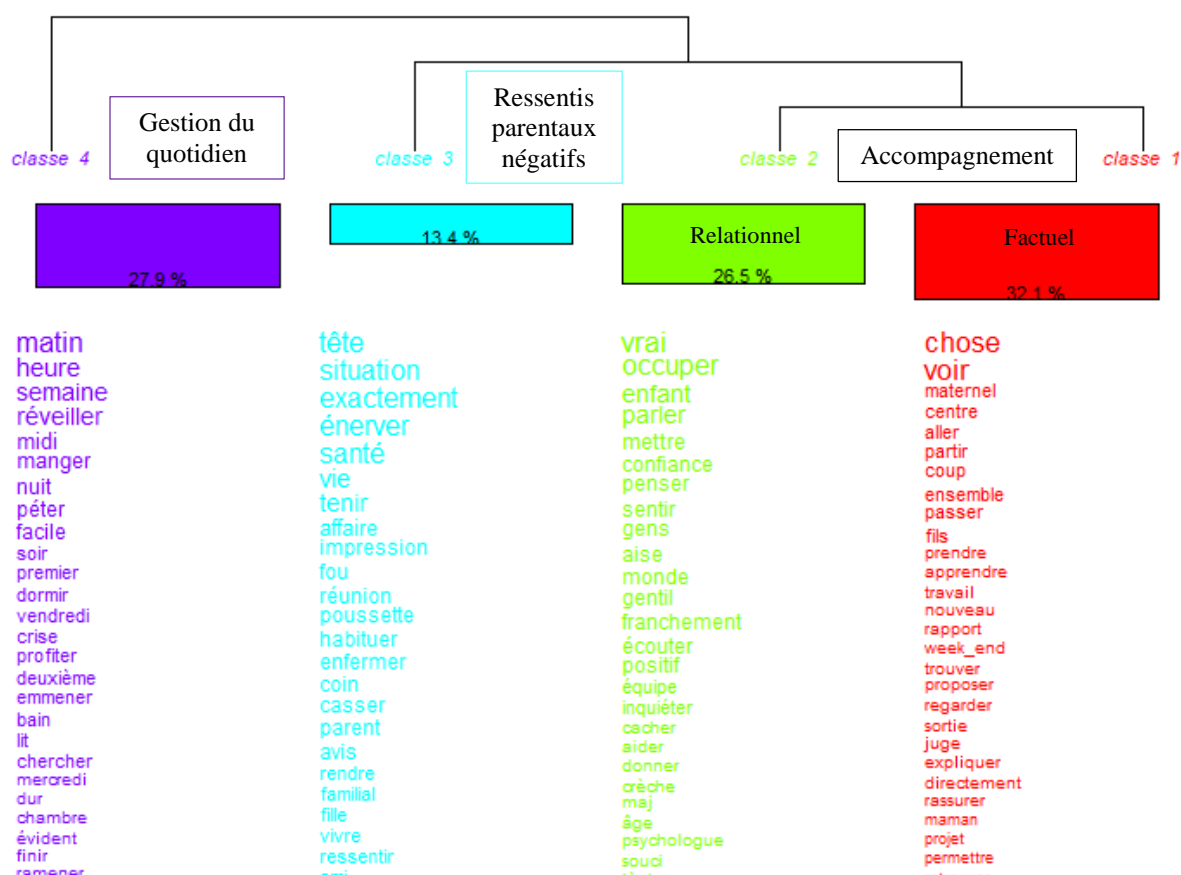 Gestion du
quotidien
Ressentis
parentaux
négatifs
Accompagnement
classe 4
classe 3
classe 2
classe 1
27.9 %
13.4 %
Relationnel
26.5 %
Factuel
32.1 %
matin
heure
semaine
réveiller
midi
manger
nuit
péter
facile
soir
premier
dormir
vendredi
crise
profiter
deuxième
emmener
bain
lit
chercher
mercredi
dur
chambre
évident
finir
ramener
tête
situation
exactement
énerver
santé
vie
tenir
affaire
impression
fou
réunion
poussette
habituer
enfermer
coin
casser
parent
avis
rendre
familial
fille
vivre
ressentir
vrai
occuper
enfant
parler
mettre
confiance
penser
sentir
gens
aise
monde
gentil
franchement
écouter
positif
équipe
inquiéter
cacher
aider
donner
crèche
maj
âge
psychologue
souci
chose
voir
maternel
centre
aller
partir
coup
ensemble
passer
fils
prendre
apprendre
travail
nouveau
rapport
week_end
trouver
proposer
regarder
sortie
juge
expliquer
directement
rassurer
maman
projet
permettre